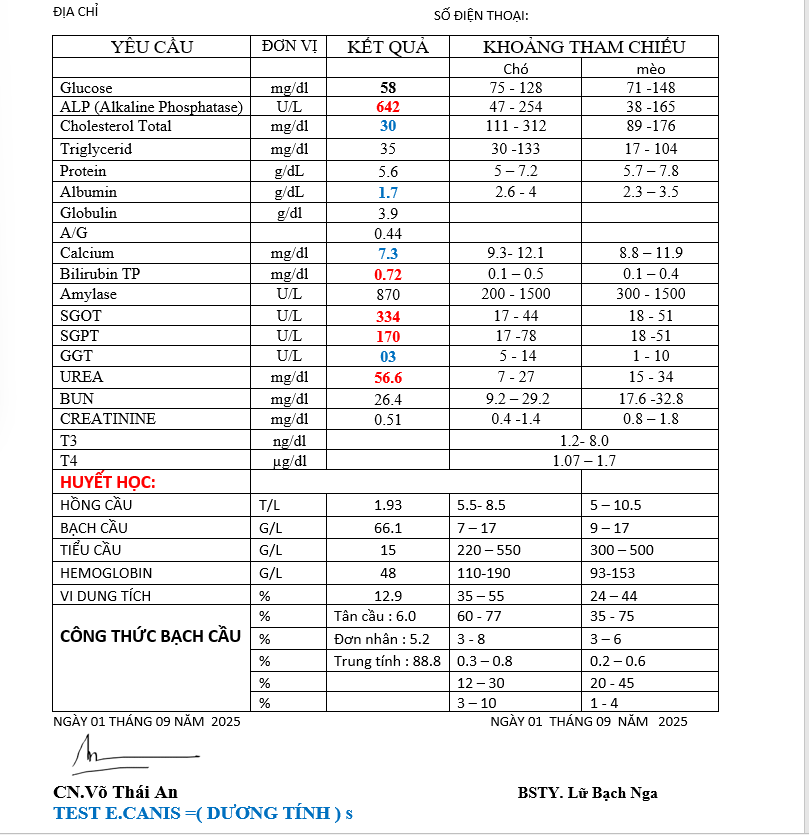 ĐỊA CHỈ SỐ ĐIỆN THOẠI:
YÊU CẦU ĐƠN VỊ KẾT QUẢ KHOẢNG THAM CHIẾU
Chó mèo
Glucose mg/dl 58 75 - 128 71 -148
ALP (Alkaline Phosphatase) U/L 642 47 - 254 38 -165
Cholesterol Total mg/dl 30 111 - 312 89 -176
Triglycerid mg/dl 35 30 -133 17 - 104
Protein g/dL 5.6 5 – 7.2 5.7 – 7.8
Albumin g/dL 1.7 2.6 - 4 2.3 – 3.5
Globulin g/dl 3.9
A/G 0.44
Calcium mg/dl 7.3 9.3- 12.1 8.8 – 11.9
Bilirubin TP mg/dl 0.72 0.1 – 0.5 0.1 – 0.4
Amylase U/L 870 200 - 1500 300 - 1500
SGOT U/L 334 17 - 44 18 - 51
SGPT U/L 170 17 -78 18 -51
GGT U/L 03 5 - 14 1 - 10
UREA mg/dl 56.6 7 - 27 15 - 34
BUN mg/dl 26.4 9.2 – 29.2 17.6 -32.8
CREATININE mg/dl 0.51 0.4 -1.4 0.8 – 1.8
T3 ng/dl 1.2- 8.0
T4 µg/dl 1.07 – 1.7
HUYẾT HỌC:
HỒNG CẦU T/L 1.93 5.5- 8.5 5 – 10.5
BẠCH CẦU G/L 66.1 7 – 17 9 – 17
TIỂU CẦU G/L 15 220 – 550 300 – 500
HEMOGLOBIN G/L 48 110-190 93-153
VI DUNG TÍCH % 12.9 35 – 55 24 – 44
CÔNG THỨC BẠCH CẦU % Tân cầu : 6.0 60 - 77 35 - 75
% Đơn nhân : 5.2 3 - 8 3 – 6
% Trung tính : 88.8 0.3 – 0.8 0.2 – 0.6
% 12 – 30 20 - 45
% 3 – 10 1 - 4
NGÀY 01 THÁNG 09 NĂM 2025 NGÀY 01 THÁNG 09 NĂM 2025
CN.Võ Thái An BSTY. Lữ Bạch Nga
TEST E.CANIS =( DƯƠNG TÍNH ) s